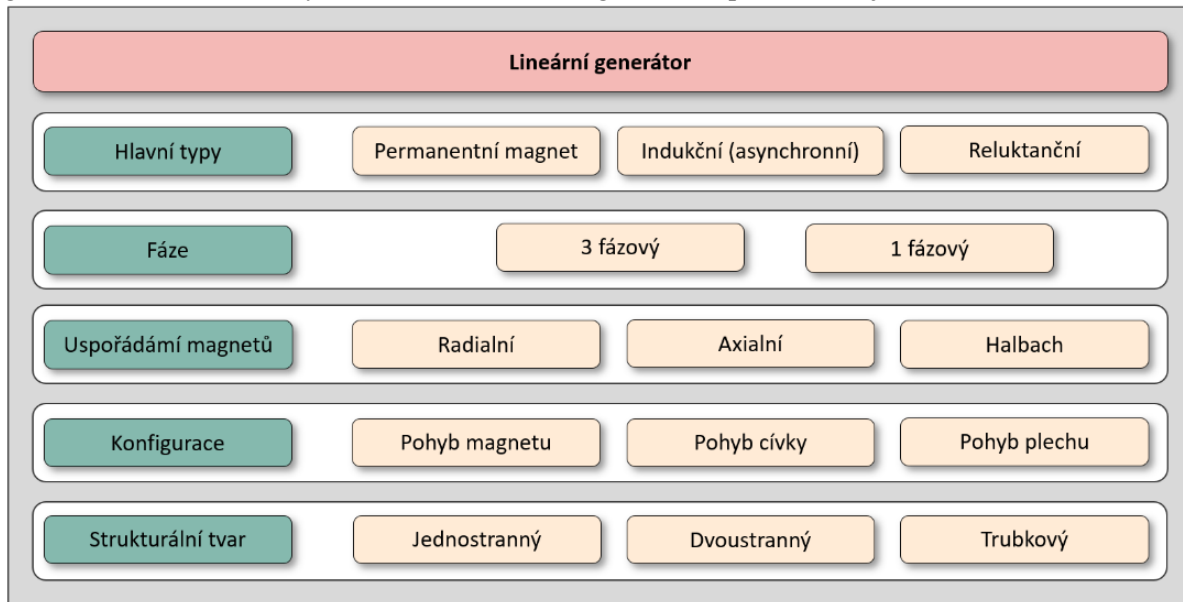 Lineární generátor
Hlavní typy
Permanentní magnet
Indukční (asynchronní)
Reluktanční
Fáze
3 fázový
1 fázový
Uspořádámí magnetů
Radialní
Axialní
Halbach
Konfigurace
Pohyb magnetu
Pohyb cívky
Pohyb plechu
Strukturální tvar
Jednostranný
Dvoustranný
Trubkový